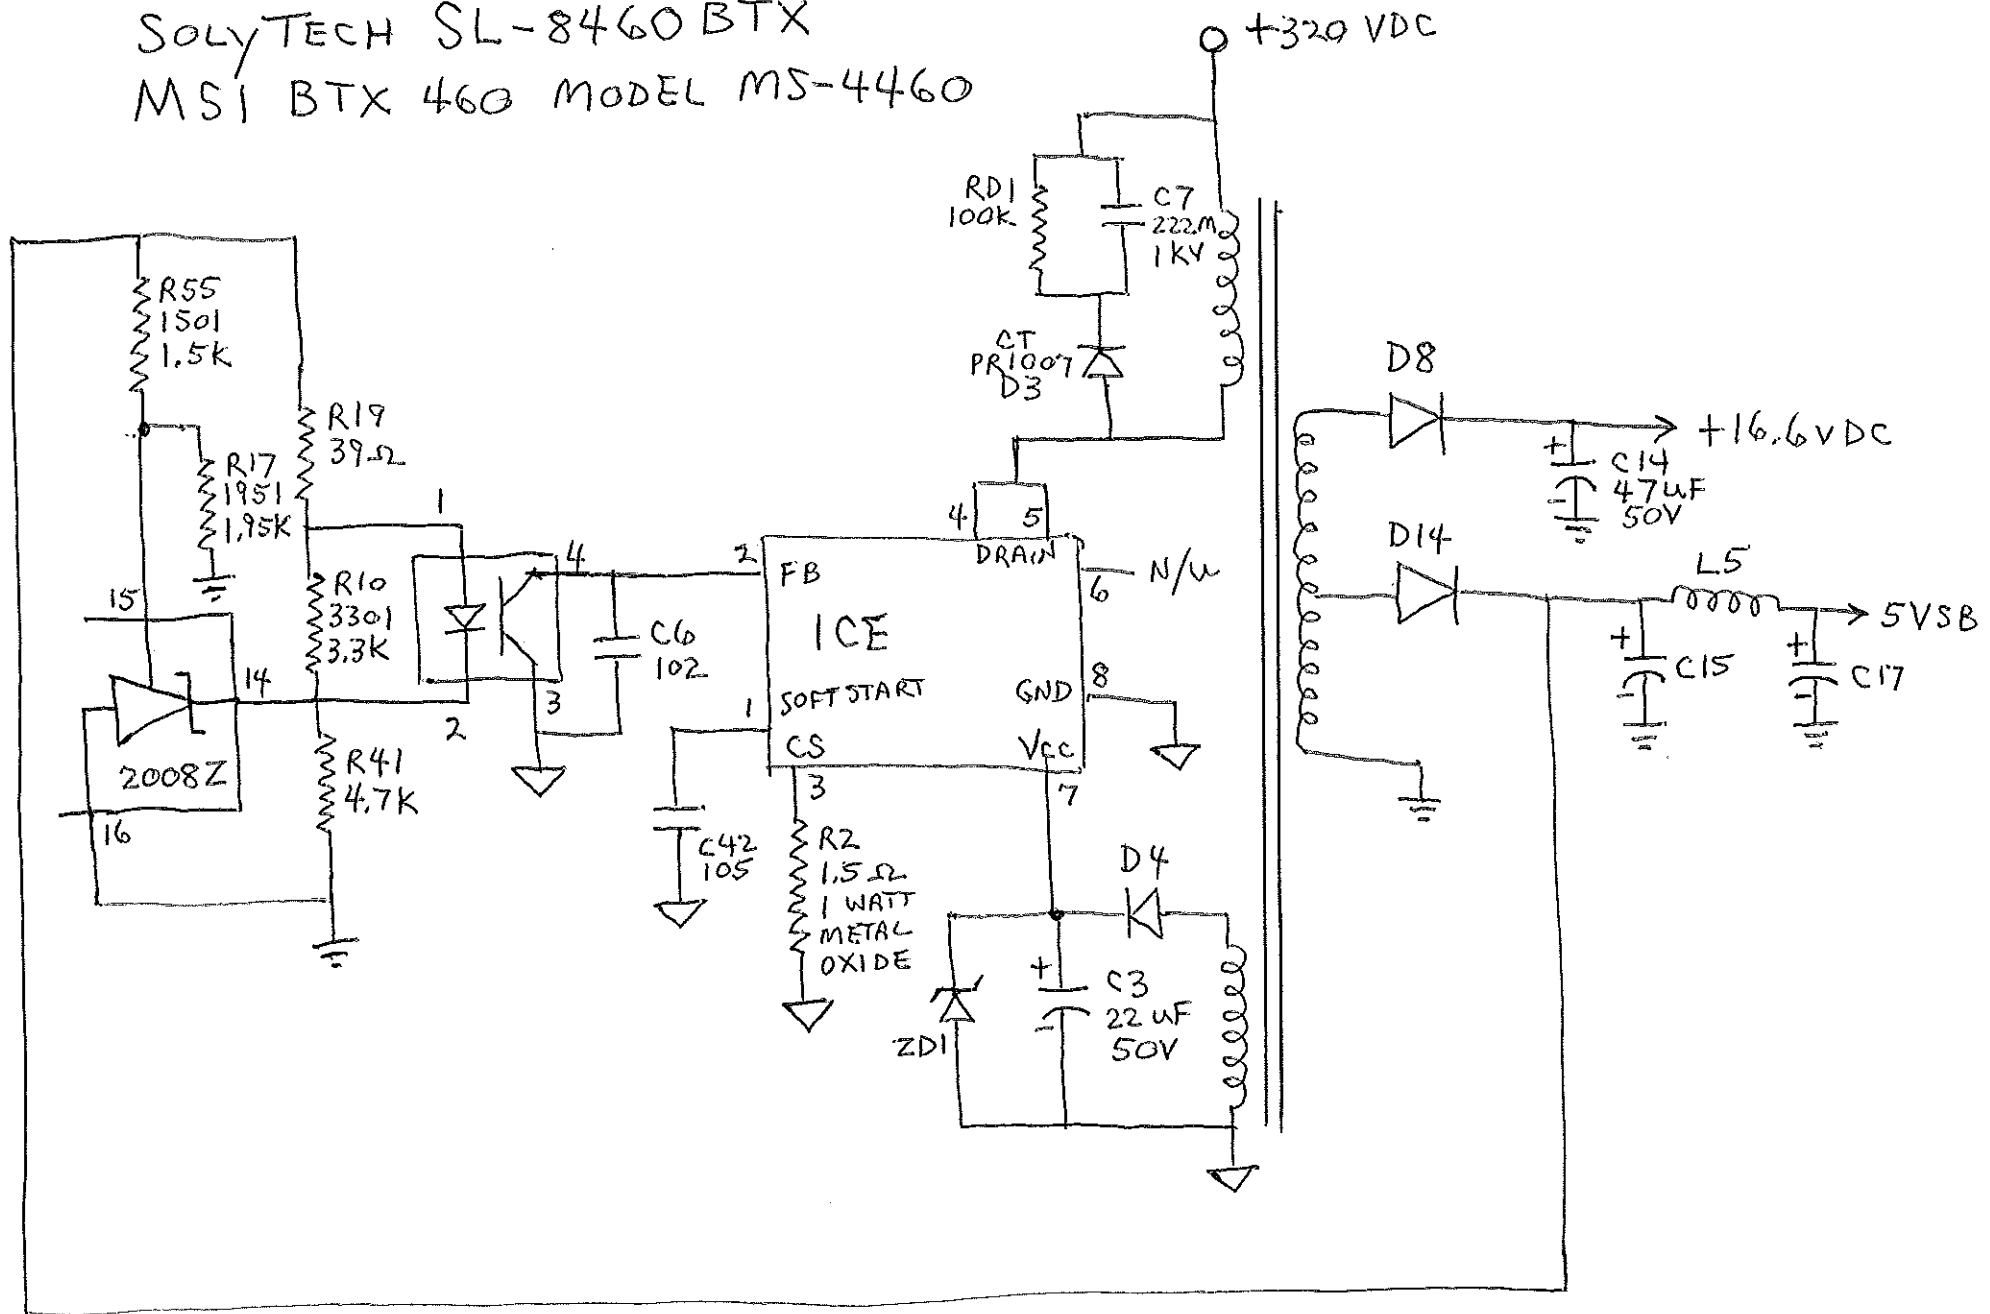 SOLYTECH SL-8460BTX
MSI BTX 460 MODEL MS-4460
+320 VDC
RD1
100K
C7
222M
1KV
CT
PR1007
D3
R55
1501
1.5K
R19
39Ω
R17
1951
1.95K
R10
3301
3.3K
R41
4.7K
15
14
16
2008Z
1
2
4
3
C6
102
2
FB
ICE
4
5
DRAIN
6
N/U
1
SOFT START
GND
8
CS
VCC
3
7
C42
105
R2
1.5Ω
1 WATT
METAL
OXIDE
D4
+
-
C3
22uF
50V
ZD1
D8
+16.6VDC
+
-
C14
47uF
50V
D14
L5
5VSB
+
-
C15
+
-
C17